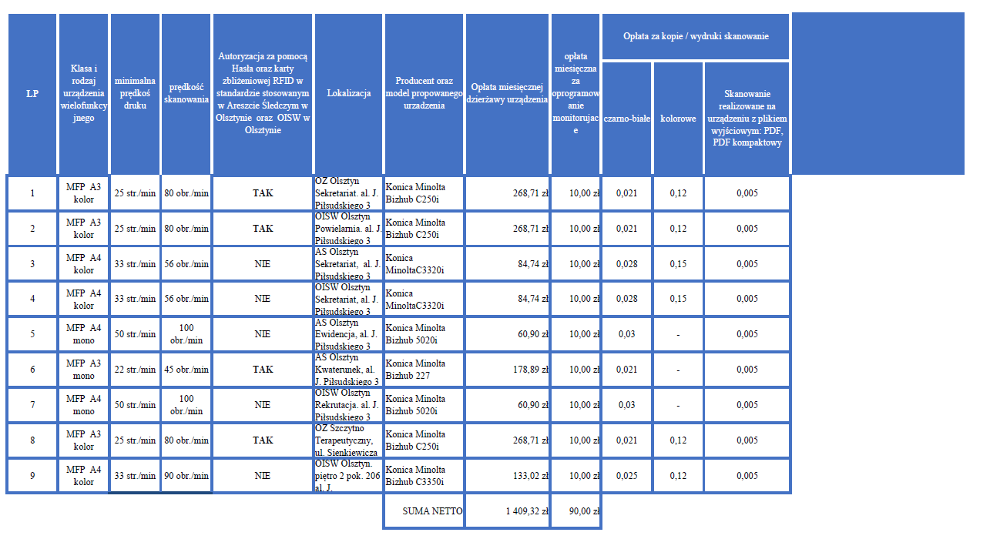 LP
Klasa i
rodzaj
urządzenia
wielofunkcy
jnego
minimalna
prędkoś
druku
prędkość
skanowania
Autoryzacja za pomocą
Hasła oraz karty
zbliżeniowej RFID w
standardzie stosowanym
w Areszcie Śledczym w
Olsztynie oraz OISW w
Olsztynie
Lokalizacja
Producent oraz
model propowanego
urzadzenia
Opłata miesięcznej
dzierżawy urządzenia
opłata
miesięczna
za
oprogramow
anie
monitorujac
e
Opłata za kopie / wydruki skanowanie
czarno-białe
kolorowe
Skanowanie
realizowane na
urządzeniu z plikiem
wyjściowym: PDF,
PDF kompaktowy
1
MFP A3
kolor
25 str./min
80 obr./min
TAK
OZ Olsztyn
Sekretariat. al. J.
Piłsudskiego 3
Konica Minolta
Bizhub C250i
268,71 zł
10,00 zł
0,021
0,12
0,005
2
MFP A3
kolor
25 str./min
80 obr./min
TAK
OISW Olsztyn
Powielarnia. al. J.
Piłsudskiego 3
Konica Minolta
Bizhub C250i
268,71 zł
10,00 zł
0,021
0,12
0,005
3
MFP A4
kolor
33 str./min
56 obr./min
NIE
AS Olsztyn
Sekretariat, al. J.
Piłsudskiego 3
Konica
MinoltaC3320i
84,74 zł
10,00 zł
0,028
0,15
0,005
4
MFP A4
kolor
33 str./min
56 obr./min
NIE
OISW Olsztyn
Sekretariat, al. J.
Piłsudskiego 3
Konica
MinoltaC3320i
84,74 zł
10,00 zł
0,028
0,15
0,005
5
MFP A4
mono
50 str./min
100
obr./min
NIE
AS Olsztyn
Ewidencja, al. J.
Piłsudskiego 3
Konica Minolta
Bizhub 5020i
60,90 zł
10,00 zł
0,03
-
0,005
6
MFP A3
mono
22 str./min
45 obr./min
TAK
AS Olsztyn
Kwaterunek, al.
J. Piłsudskiego 3
Konica Minolta
Bizhub 227
178,89 zł
10,00 zł
0,021
-
0,005
7
MFP A4
mono
50 str./min
100
obr./min
NIE
OISW Olsztyn
Rekrutacja. al. J.
Piłsudskiego 3
Konica Minolta
Bizhub 5020i
60,90 zł
10,00 zł
0,03
-
0,005
8
MFP A3
kolor
25 str./min
80 obr./min
TAK
OZ Szczytno
Terapeutyczny,
ul. Sienkiewicza
Konica Minolta
Bizhub C250i
268,71 zł
10,00 zł
0,021
0,12
0,005
9
MFP A4
kolor
33 str./min
90 obr./min
NIE
OISW Olsztyn.
piętro 2 pok. 206
al. J.
Konica Minolta
Bizhub C3350i
133,02 zł
10,00 zł
0,025
0,12
0,005
SUMA NETTO
1 409,32 zł
90,00 zł